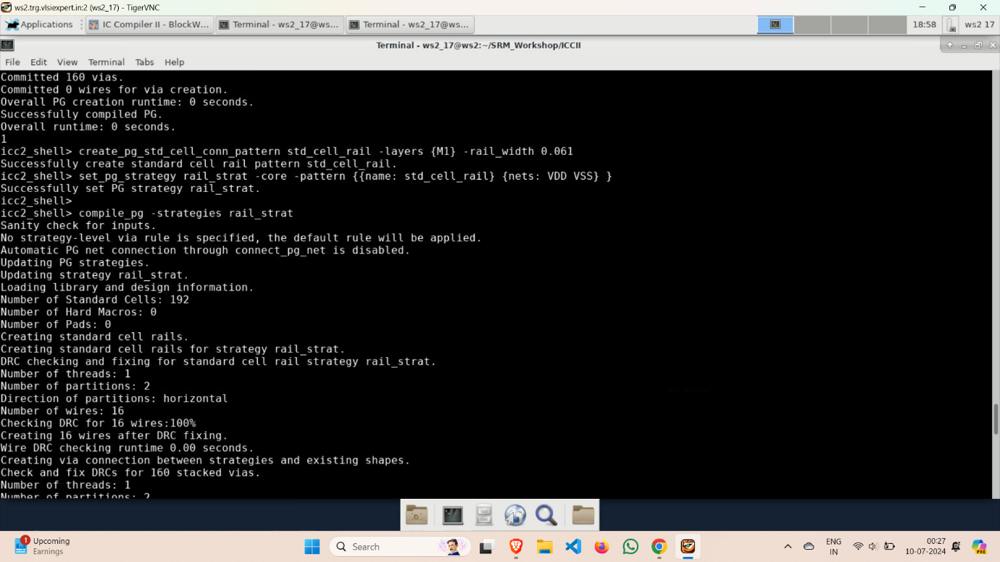 ws2.trg.vlsiexpert.in:2 (ws2_17) - TigerVNC
Applications
IC Compiler II - BlockW...
Terminal - ws2_17@ws...
Terminal - ws2_17@ws...
18:58
ws2 17
Terminal - ws2_17@ws2:~/SRM_Workshop/ICCII
File Edit View Terminal Tabs Help
Committed 160 vias.
Committed 0 wires for via creation.
Overall PG creation runtime: 0 seconds.
Successfully compiled PG.
Overall runtime: 0 seconds.
1
icc2_shell> create_pg_std_cell_conn_pattern std_cell_rail -layers {M1} -rail_width 0.061
Successfully create standard cell rail pattern std_cell_rail.
icc2_shell> set_pg_strategy rail_strat -core -pattern {{name: std_cell_rail} {nets: VDD VSS} }
Successfully set PG strategy rail_strat.
icc2_shell>
icc2_shell> compile_pg -strategies rail_strat
Sanity check for inputs.
No strategy-level via rule is specified, the default rule will be applied.
Automatic PG net connection through connect_pg_net is disabled.
Updating PG strategies.
Updating strategy rail_strat.
Loading library and design information.
Number of Standard Cells: 192
Number of Hard Macros: 0
Number of Pads: 0
Creating standard cell rails.
Creating standard cell rails for strategy rail_strat.
DRC checking and fixing for standard cell rail strategy rail_strat.
Number of threads: 1
Number of partitions: 2
Direction of partitions: horizontal
Number of wires: 16
Checking DRC for 16 wires:100%
Creating 16 wires after DRC fixing.
Wire DRC checking runtime 0.00 seconds.
Creating via connection between strategies and existing shapes.
Check and fix DRCs for 160 stacked vias.
Number of threads: 1
Number of partitions: 2
1
Upcoming
Earnings
Search
ENG
IN
00:27
10-07-2024
PRE